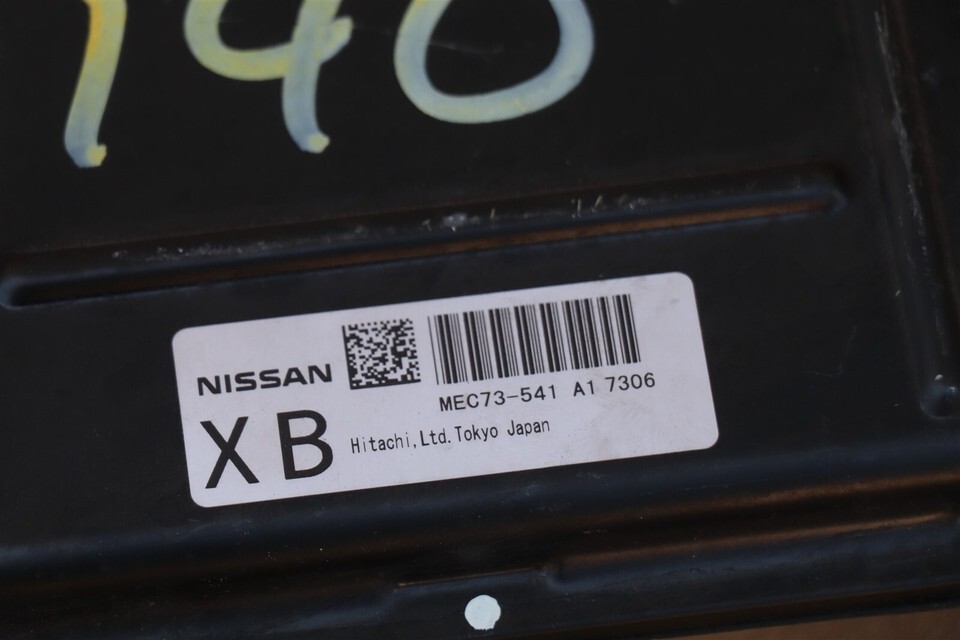 140
NISSAN
MEC73-541 A1 7306
XB
Hitachi,Ltd.Tokyo Japan